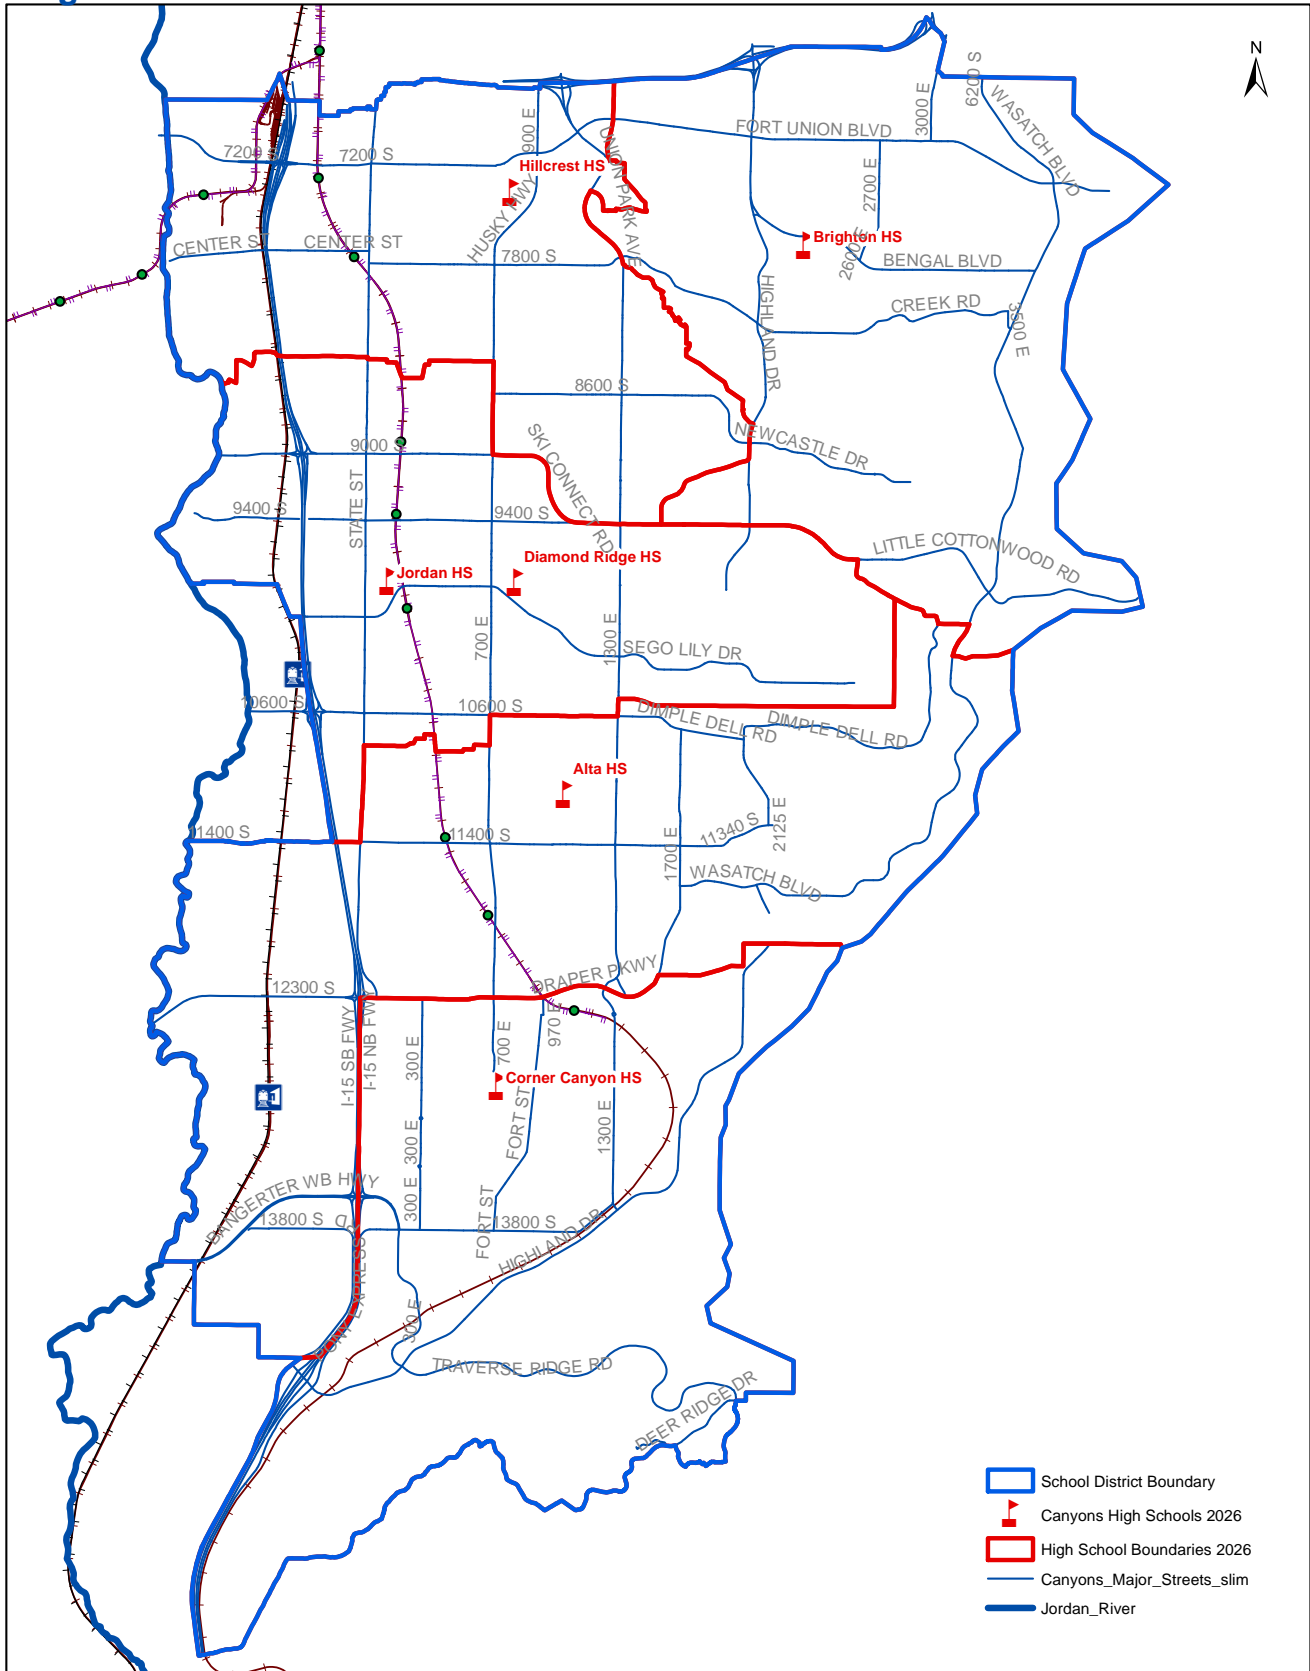 N
6200 S
WASATCH BLVD
3000 E
FORT UNION BLVD
900 E
UNION PARK AVE
7200 S
7200 S
Hillcrest HS
2700 E
HUSKY HWY
Brighton HS
CENTER ST
CENTER ST
7800 S
2600 E
BENGAL BLVD
HIGHLAND DR
CREEK RD
3500 E
8600 S
NEWCASTLE DR
SKI CONNECT RD
9000 S
STATE ST
9400 S
9400 S
LITTLE COTTONWOOD RD
Jordan HS
Diamond Ridge HS
700 E
1300 E
SEGO LILY DR
10600 S
10600 S
DIMPLE DELL RD
DIMPLE DELL RD
Alta HS
11400 S
11400 S
11340 S
2125 E
1700 E
WASATCH BLVD
DRAPER PKWY
12300 S
I-15 SB FWY
I-15 NB FWY
300 E
700 E
970 E
Corner Canyon HS
FORT ST
1300 E
300 E
300 E
BANGERTER WB HWY
13800 S
13800 S
FORT ST
HIGHLAND DR
PONY EXPRESS RD
300 E
TRAVERSE RIDGE RD
DEER RIDGE DR
School District Boundary
Canyons High Schools 2026
High School Boundaries 2026
Canyons_Major_Streets_slim
Jordan_River